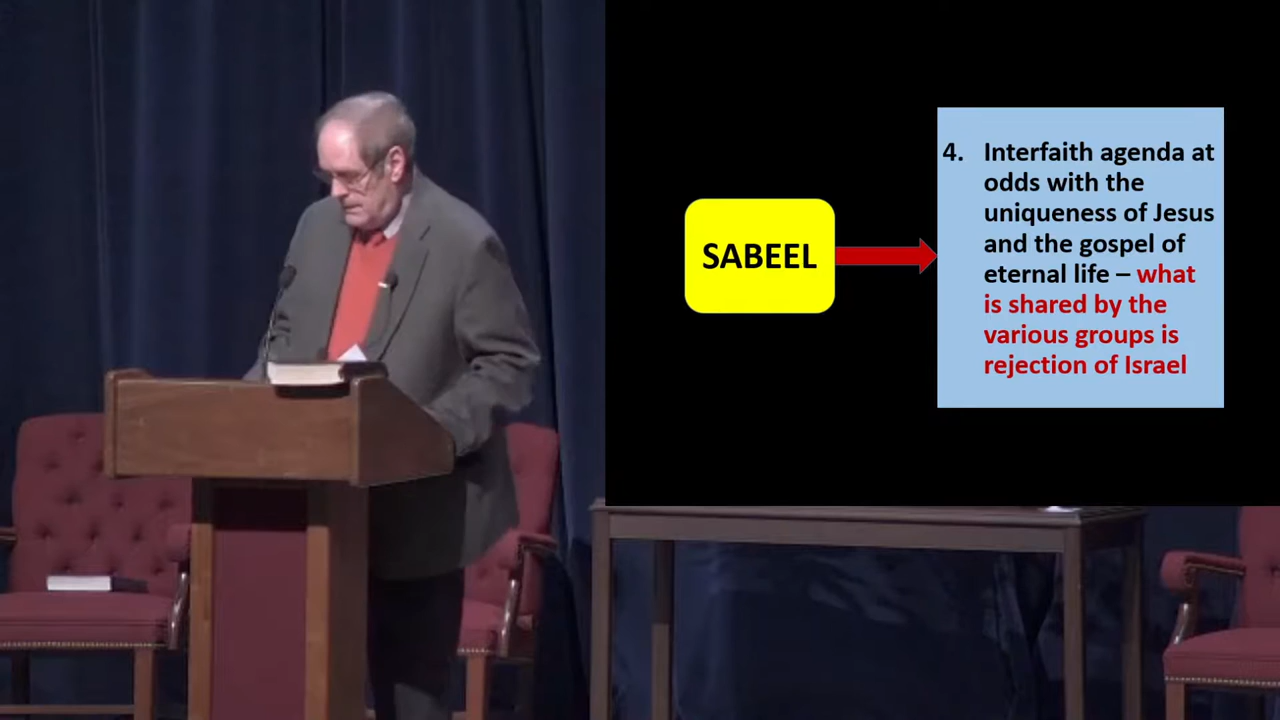 SABEEL
4. Interfaith agenda at
odds with the
uniqueness of Jesus
and the gospel of
eternal life – what
is shared by the
various groups is
rejection of Israel